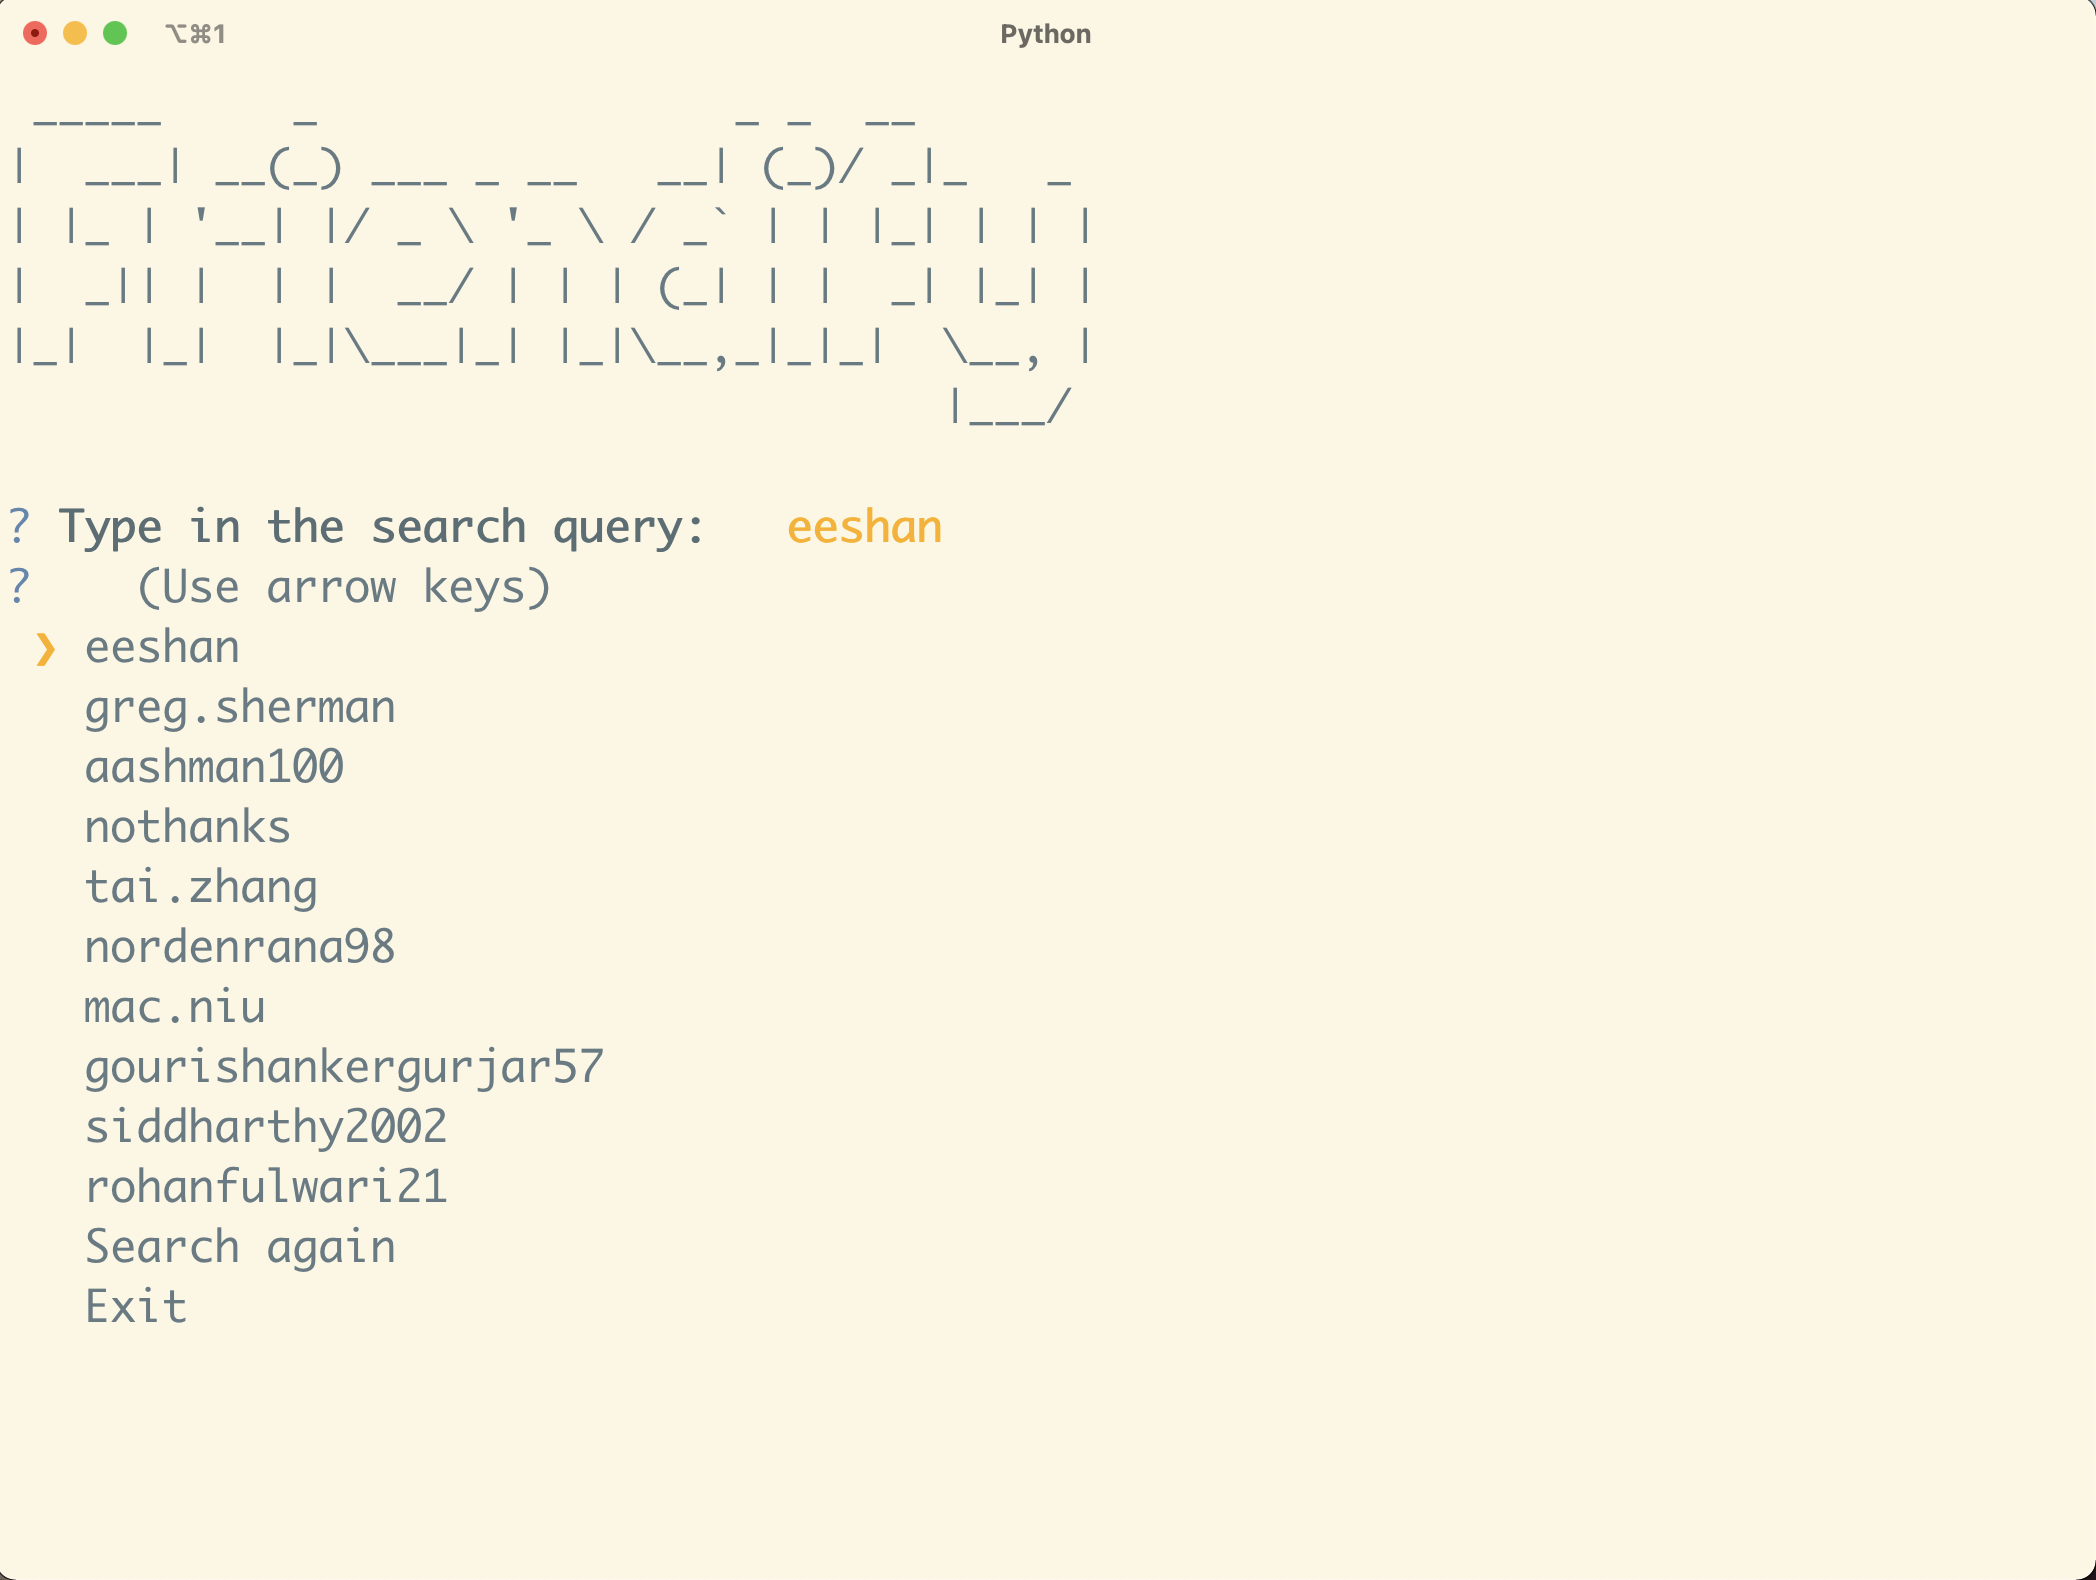 ⌥⌘1 Python
 _____     _                _ _  __
|  ___| __(_) ___ _ __   __| (_)/ _|_   _
| |_ | '__| |/ _ \ '_ \ / _` | | |_| | | |
|  _|| |  | |  __/ | | | (_| | |  _| |_| |
|_|  |_|  |_|\___|_| |_|\__,_|_|_|  \__, |
                                    |___/
? Type in the search query:   eeshan
?    (Use arrow keys)
 ❯ eeshan
   greg.sherman
   aashman100
   nothanks
   tai.zhang
   nordenrana98
   mac.niu
   gourishankergurjar57
   siddharthy2002
   rohanfulwari21
   Search again
   Exit